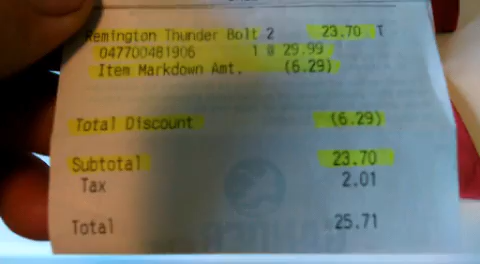 Remington Thunder Bolt 2 23.70 T
047700481906 1 @ 29.99
Item Markdown Amt. (6.29)
Total Discount (6.29)
Subtotal 23.70
Tax 2.01
Total 25.71